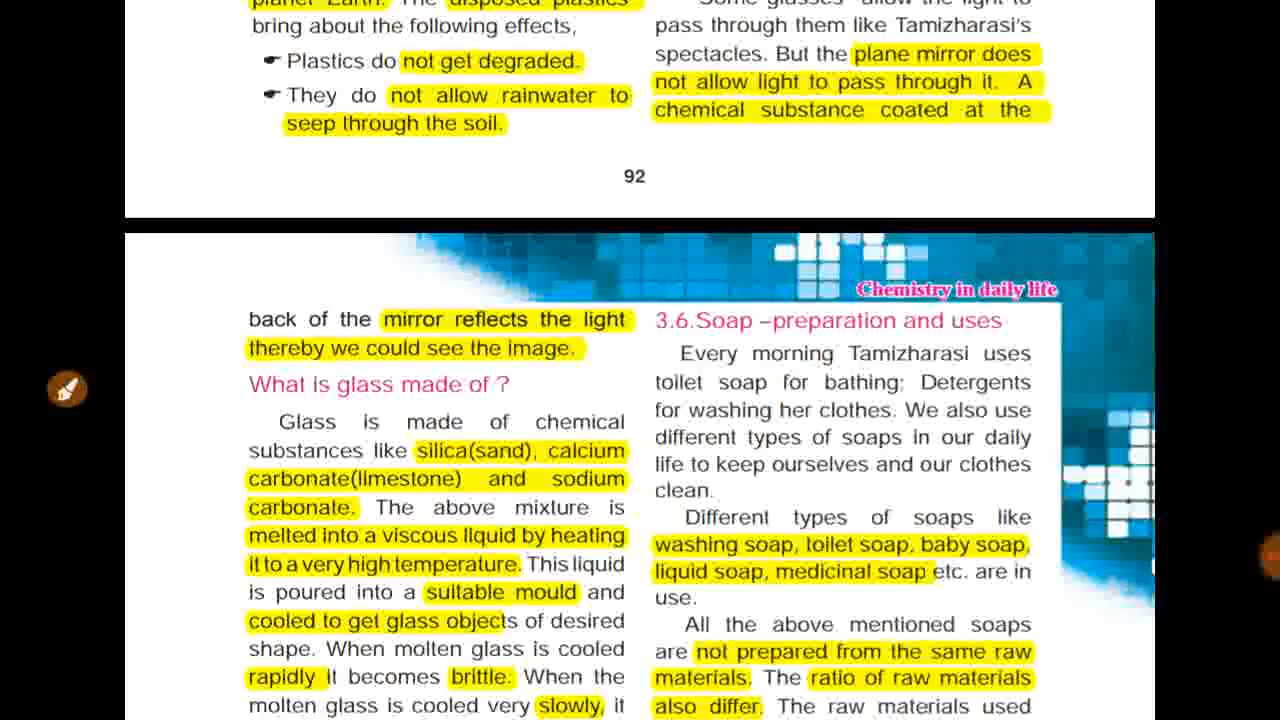 planet Earth. The disposed plastics
bring about the following effects,
☛ Plastics do not get degraded.
☛ They do not allow rainwater to
seep through the soil.
Some glasses allow the light to
pass through them like Tamizharasi's
spectacles. But the plane mirror does
not allow light to pass through it. A
chemical substance coated at the
92
Chemistry in daily life
back of the mirror reflects the light
thereby we could see the image.
What is glass made of ?
Glass is made of chemical
substances like silica(sand), calcium
carbonate(limestone) and sodium
carbonate. The above mixture is
melted into a viscous liquid by heating
it to a very high temperature. This liquid
is poured into a suitable mould and
cooled to get glass objects of desired
shape. When molten glass is cooled
rapidly it becomes brittle. When the
molten glass is cooled very slowly, it
3.6.Soap –preparation and uses
Every morning Tamizharasi uses
toilet soap for bathing; Detergents
for washing her clothes. We also use
different types of soaps in our daily
life to keep ourselves and our clothes
clean.
Different types of soaps like
washing soap, toilet soap, baby soap,
liquid soap, medicinal soap etc. are in
use.
All the above mentioned soaps
are not prepared from the same raw
materials. The ratio of raw materials
also differ. The raw materials used